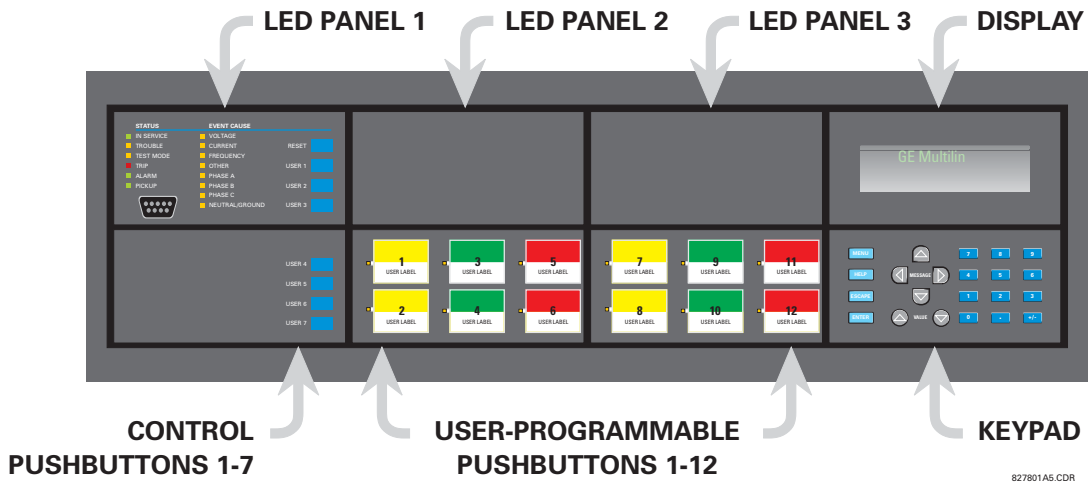 LED PANEL 1
LED PANEL 2
LED PANEL 3
DISPLAY
STATUS
IN SERVICE
TROUBLE
TEST MODE
TRIP
ALARM
PICKUP
EVENT CAUSE
VOLTAGE
CURRENT
FREQUENCY
OTHER
PHASE A
PHASE B
PHASE C
NEUTRAL/GROUND
RESET
USER 1
USER 2
USER 3
GE Multilin
USER 4
USER 5
USER 6
USER 7
1
USER LABEL
3
USER LABEL
5
USER LABEL
2
USER LABEL
4
USER LABEL
6
USER LABEL
7
USER LABEL
9
USER LABEL
11
USER LABEL
8
USER LABEL
10
USER LABEL
12
USER LABEL
MENU
HELP
ESCAPE
ENTER
MESSAGE
VALUE
7 8 9
4 5 6
1 2 3
0 . +/-
CONTROL
PUSHBUTTONS 1-7
USER-PROGRAMMABLE
PUSHBUTTONS 1-12
KEYPAD
827801A5.CDR